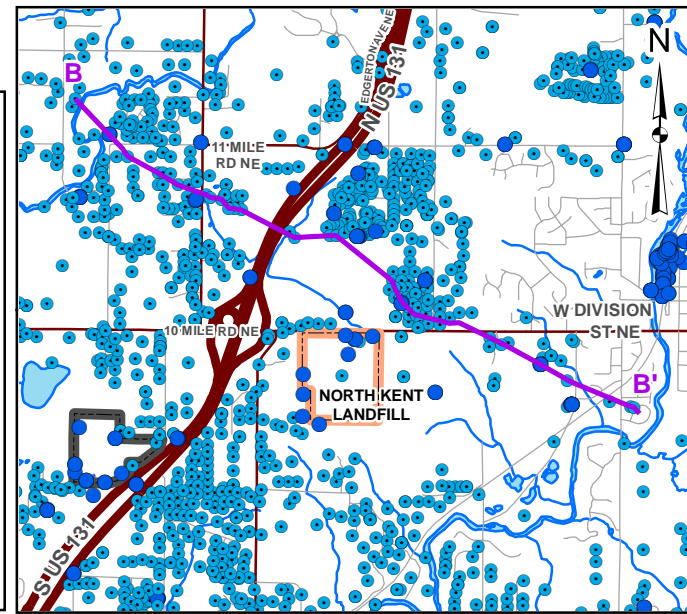 N
B
EDGERTON AVE NE
N US 131
11 MILE
RD NE
10 MILE RD NE
W DIVISION
ST NE
B'
NORTH KENT
LANDFILL
S US 131